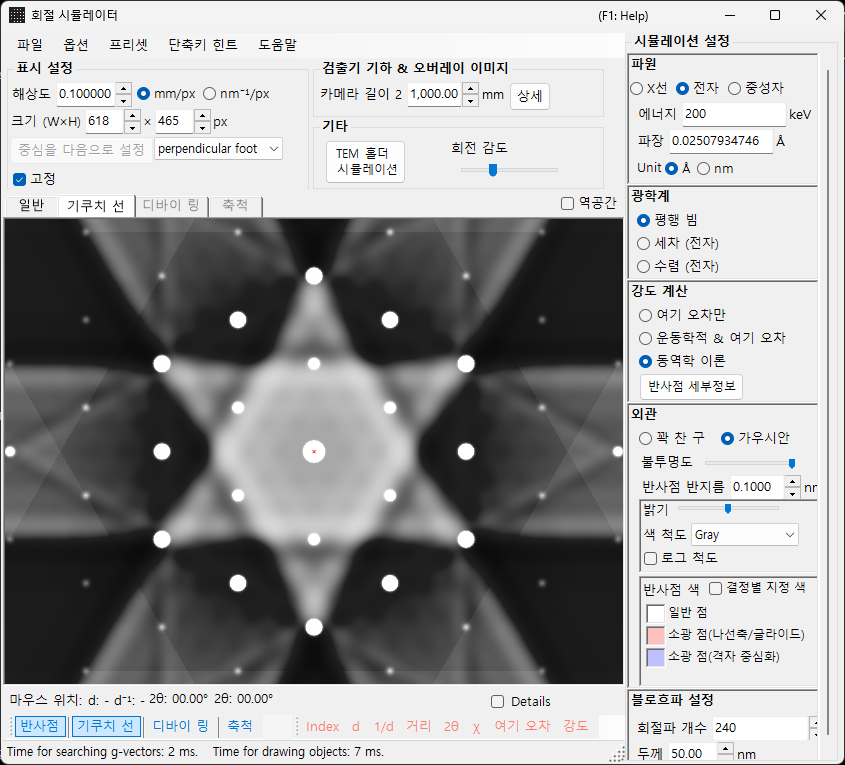 회절 시뮬레이터
(F1: Help)
파일 옵션 프리셋 단축키 힌트 도움말
표시 설정
해상도 0.100000 mm/px nm⁻¹/px
크기 (W×H) 618 × 465 px
중심을 다음으로 설정 perpendicular foot
고정
검출기 기하 & 오버레이 이미지
카메라 길이 2 1,000.00 mm 상세
기타
TEM 홀더
시뮬레이션
회전 감도
일반 기쿠치 선 디바이 링 축척
역공간
마우스 위치: d: - d⁻¹: - 2θ: 00.00° 2θ: 00.00°
Details
반사점 기쿠치 선 디바이 링 축척
Index d 1/d 거리 2θ χ 여기 오차 강도
Time for searching g-vectors: 2 ms. Time for drawing objects: 7 ms.
시뮬레이션 설정
파원
X선 전자 중성자
에너지 200 keV
파장 0.02507934746 Å
Unit Å nm
광학계
평행 빔
세차 (전자)
수렴 (전자)
강도 계산
여기 오차만
운동학적 & 여기 오차
동역학 이론
반사점 세부정보
외관
꽉 찬 구 가우시안
불투명도
반사점 반지름 0.1000
밝기
색 척도 Gray
로그 척도
반사점 색 결정별 지정 색
일반 점
소광 점(나선축/글라이드)
소광 점(격자 중심화)
블로흐파 설정
회절파 개수 240
두께 50.00 nm